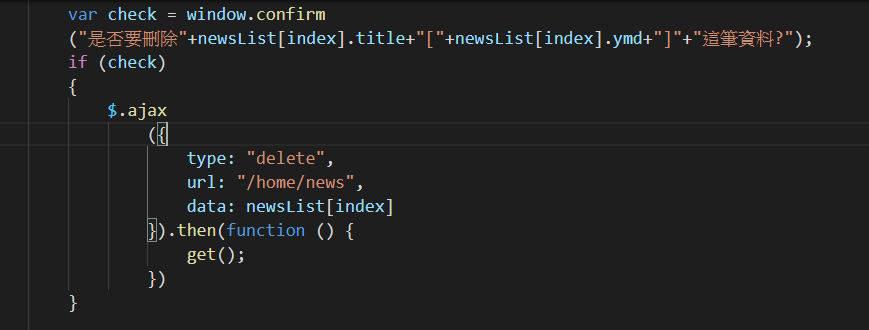 var check = window.confirm
("是否要刪除"+newsList[index].title+"["+newsList[index].ymd+"]"+"這筆資料?");
if (check)
{
$.ajax
({
type: "delete",
url: "/home/news",
data: newsList[index]
}).then(function () {
get();
})
}